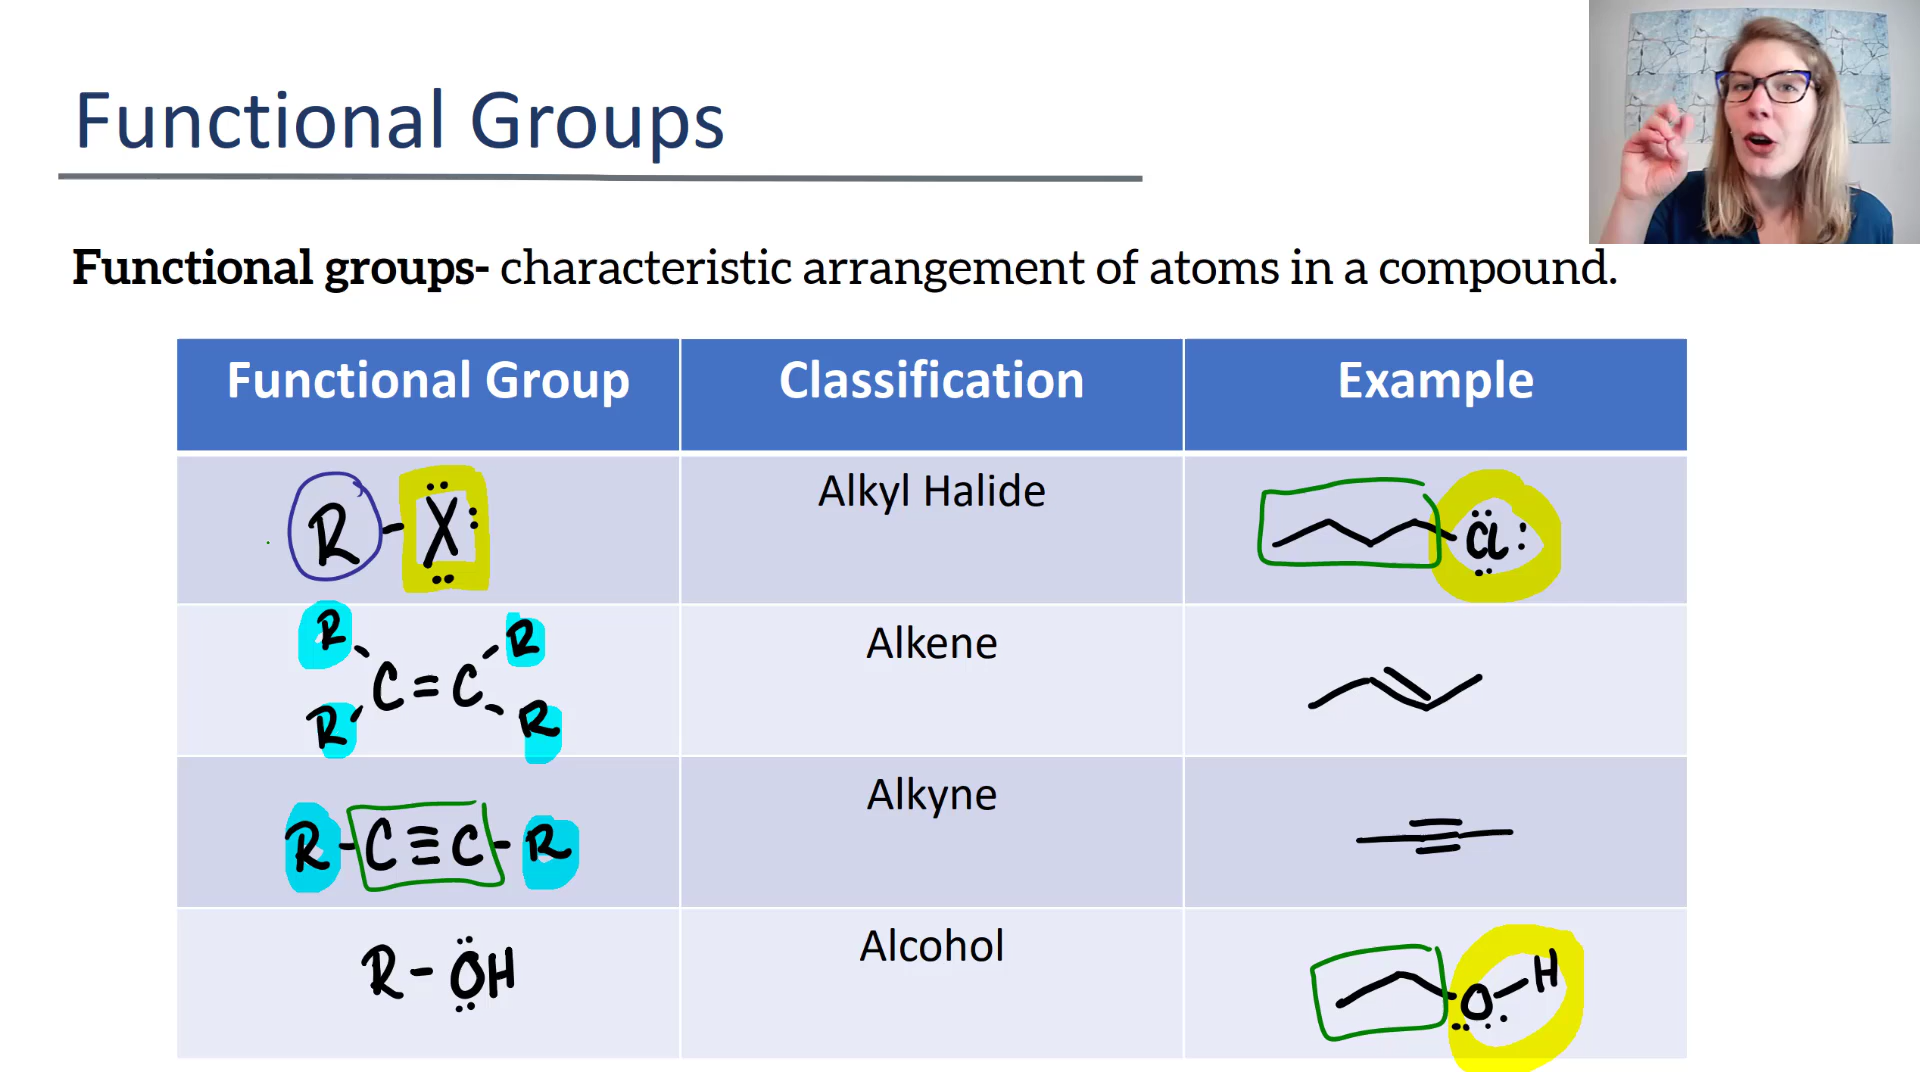 Functional Groups
Functional groups- characteristic arrangement of atoms in a compound.
Functional Group Classification Example
R-X Alkyl Halide Cl
R R
C=C Alkene
R R
R-C≡C-R Alkyne
R-OH Alcohol O-H